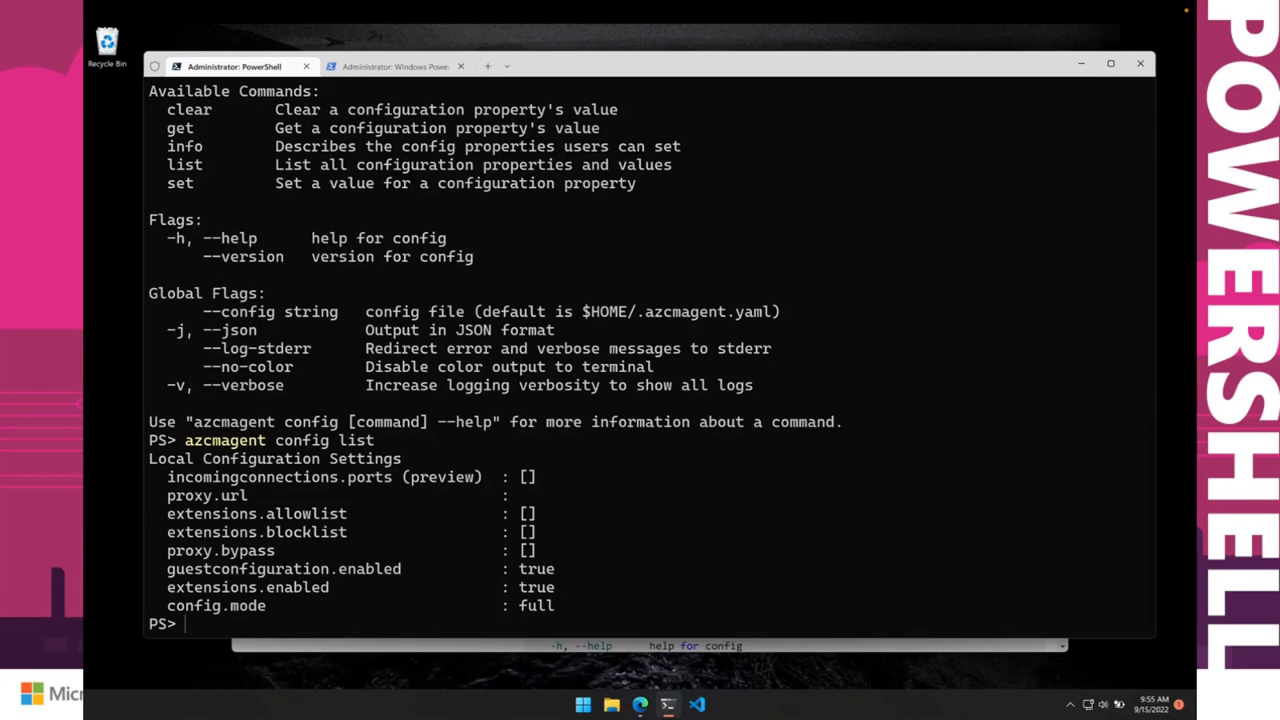 Recycle Bin
Administrator: PowerShell
Administrator: Windows Powe
Available Commands:
clear Clear a configuration property's value
get Get a configuration property's value
info Describes the config properties users can set
list List all configuration properties and values
set Set a value for a configuration property
Flags:
-h, --help help for config
--version version for config
Global Flags:
--config string config file (default is $HOME/.azcmagent.yaml)
-j, --json Output in JSON format
--log-stderr Redirect error and verbose messages to stderr
--no-color Disable color output to terminal
-v, --verbose Increase logging verbosity to show all logs
Use "azcmagent config [command] --help" for more information about a command.
PS> azcmagent config list
Local Configuration Settings
incomingconnections.ports (preview) : []
proxy.url :
extensions.allowlist : []
extensions.blocklist : []
proxy.bypass : []
guestconfiguration.enabled : true
extensions.enabled : true
config.mode : full
PS>
-h, --help help for config
9:55 AM
9/15/2022
1
Micr
POWERSHELL